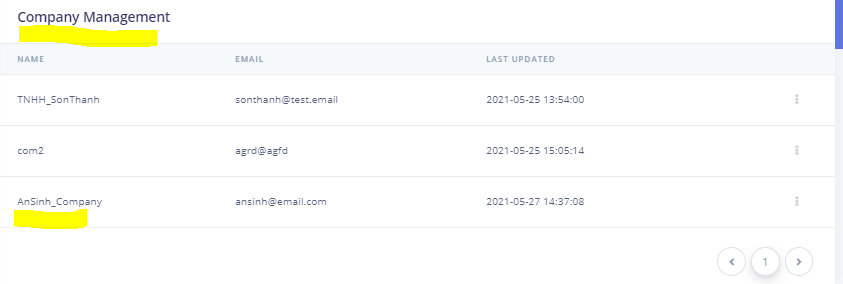 Company Management
NAME EMAIL LAST UPDATED
TNHH_SonThanh sonthanh@test.email 2021-05-25 13:54:00
com2 agrd@agfd 2021-05-25 15:05:14
AnSinh_Company ansinh@email.com 2021-05-27 14:37:08
1